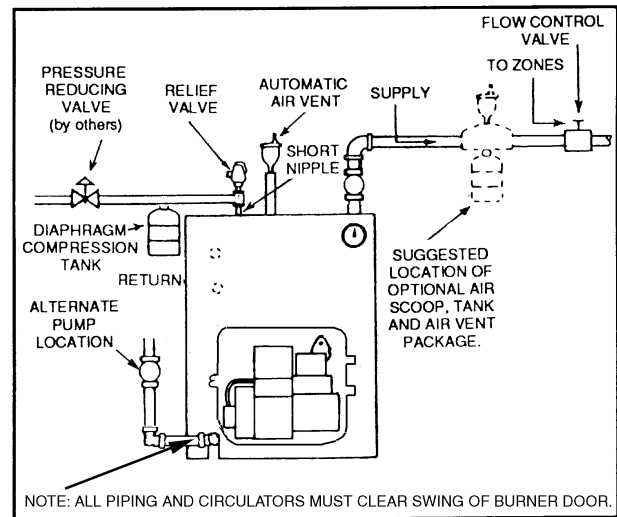 FLOW CONTROL
VALVE
TO ZONES
PRESSURE
REDUCING
VALVE
(by others)
RELIEF
VALVE
AUTOMATIC
AIR VENT
SUPPLY
SHORT
NIPPLE
DIAPHRAGM
COMPRESSION
TANK
RETURN
SUGGESTED
LOCATION OF
OPTIONAL AIR
SCOOP, TANK
AND AIR VENT
PACKAGE.
ALTERNATE
PUMP
LOCATION
NOTE: ALL PIPING AND CIRCULATORS MUST CLEAR SWING OF BURNER DOOR.